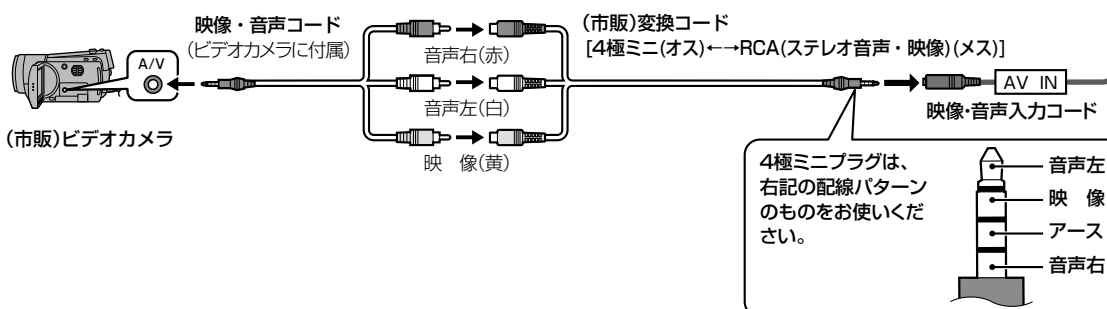 映像・音声コード
(ビデオカメラに付属)
A/V
(市販)ビデオカメラ
音声右(赤)
音声左(白)
映 像(黄)
(市販)変換コード
[4極ミニ(オス)←→RCA(ステレオ音声・映像)(メス)]
AV IN
映像・音声入力コード
4極ミニプラグは、
右記の配線パターン
のものをお使いくだ
さい。
音声左
映 像
アース
音声右